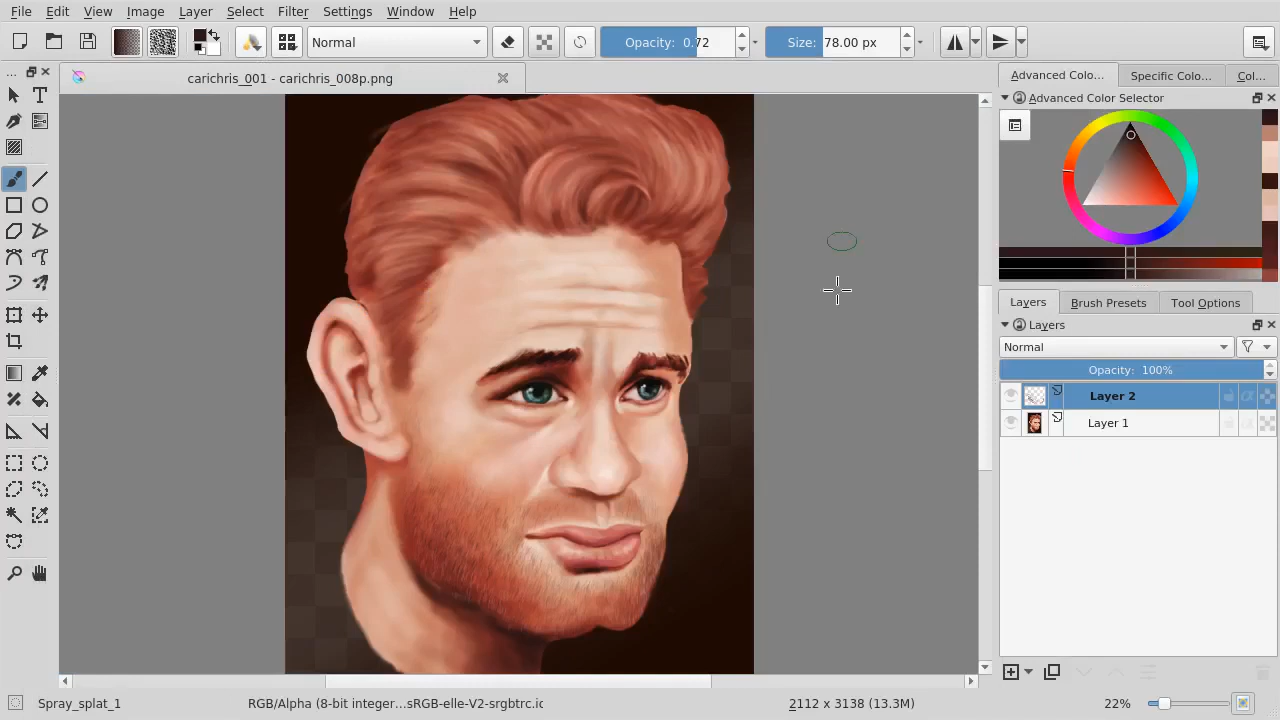 File Edit View Image Layer Select Filter Settings Window Help
Normal Opacity: 0.72 Size: 78.00 px
... carichris_001 - carichris_008p.png Advanced Colo... Specific Colo... Col...
Advanced Color Selector
Layers Brush Presets Tool Options
Layers
Normal
Opacity: 100%
Layer 2
Layer 1
Spray_splat_1 RGB/Alpha (8-bit integer...sRGB-elle-V2-srgbtrc.ic 2112 x 3138 (13.3M) 22%